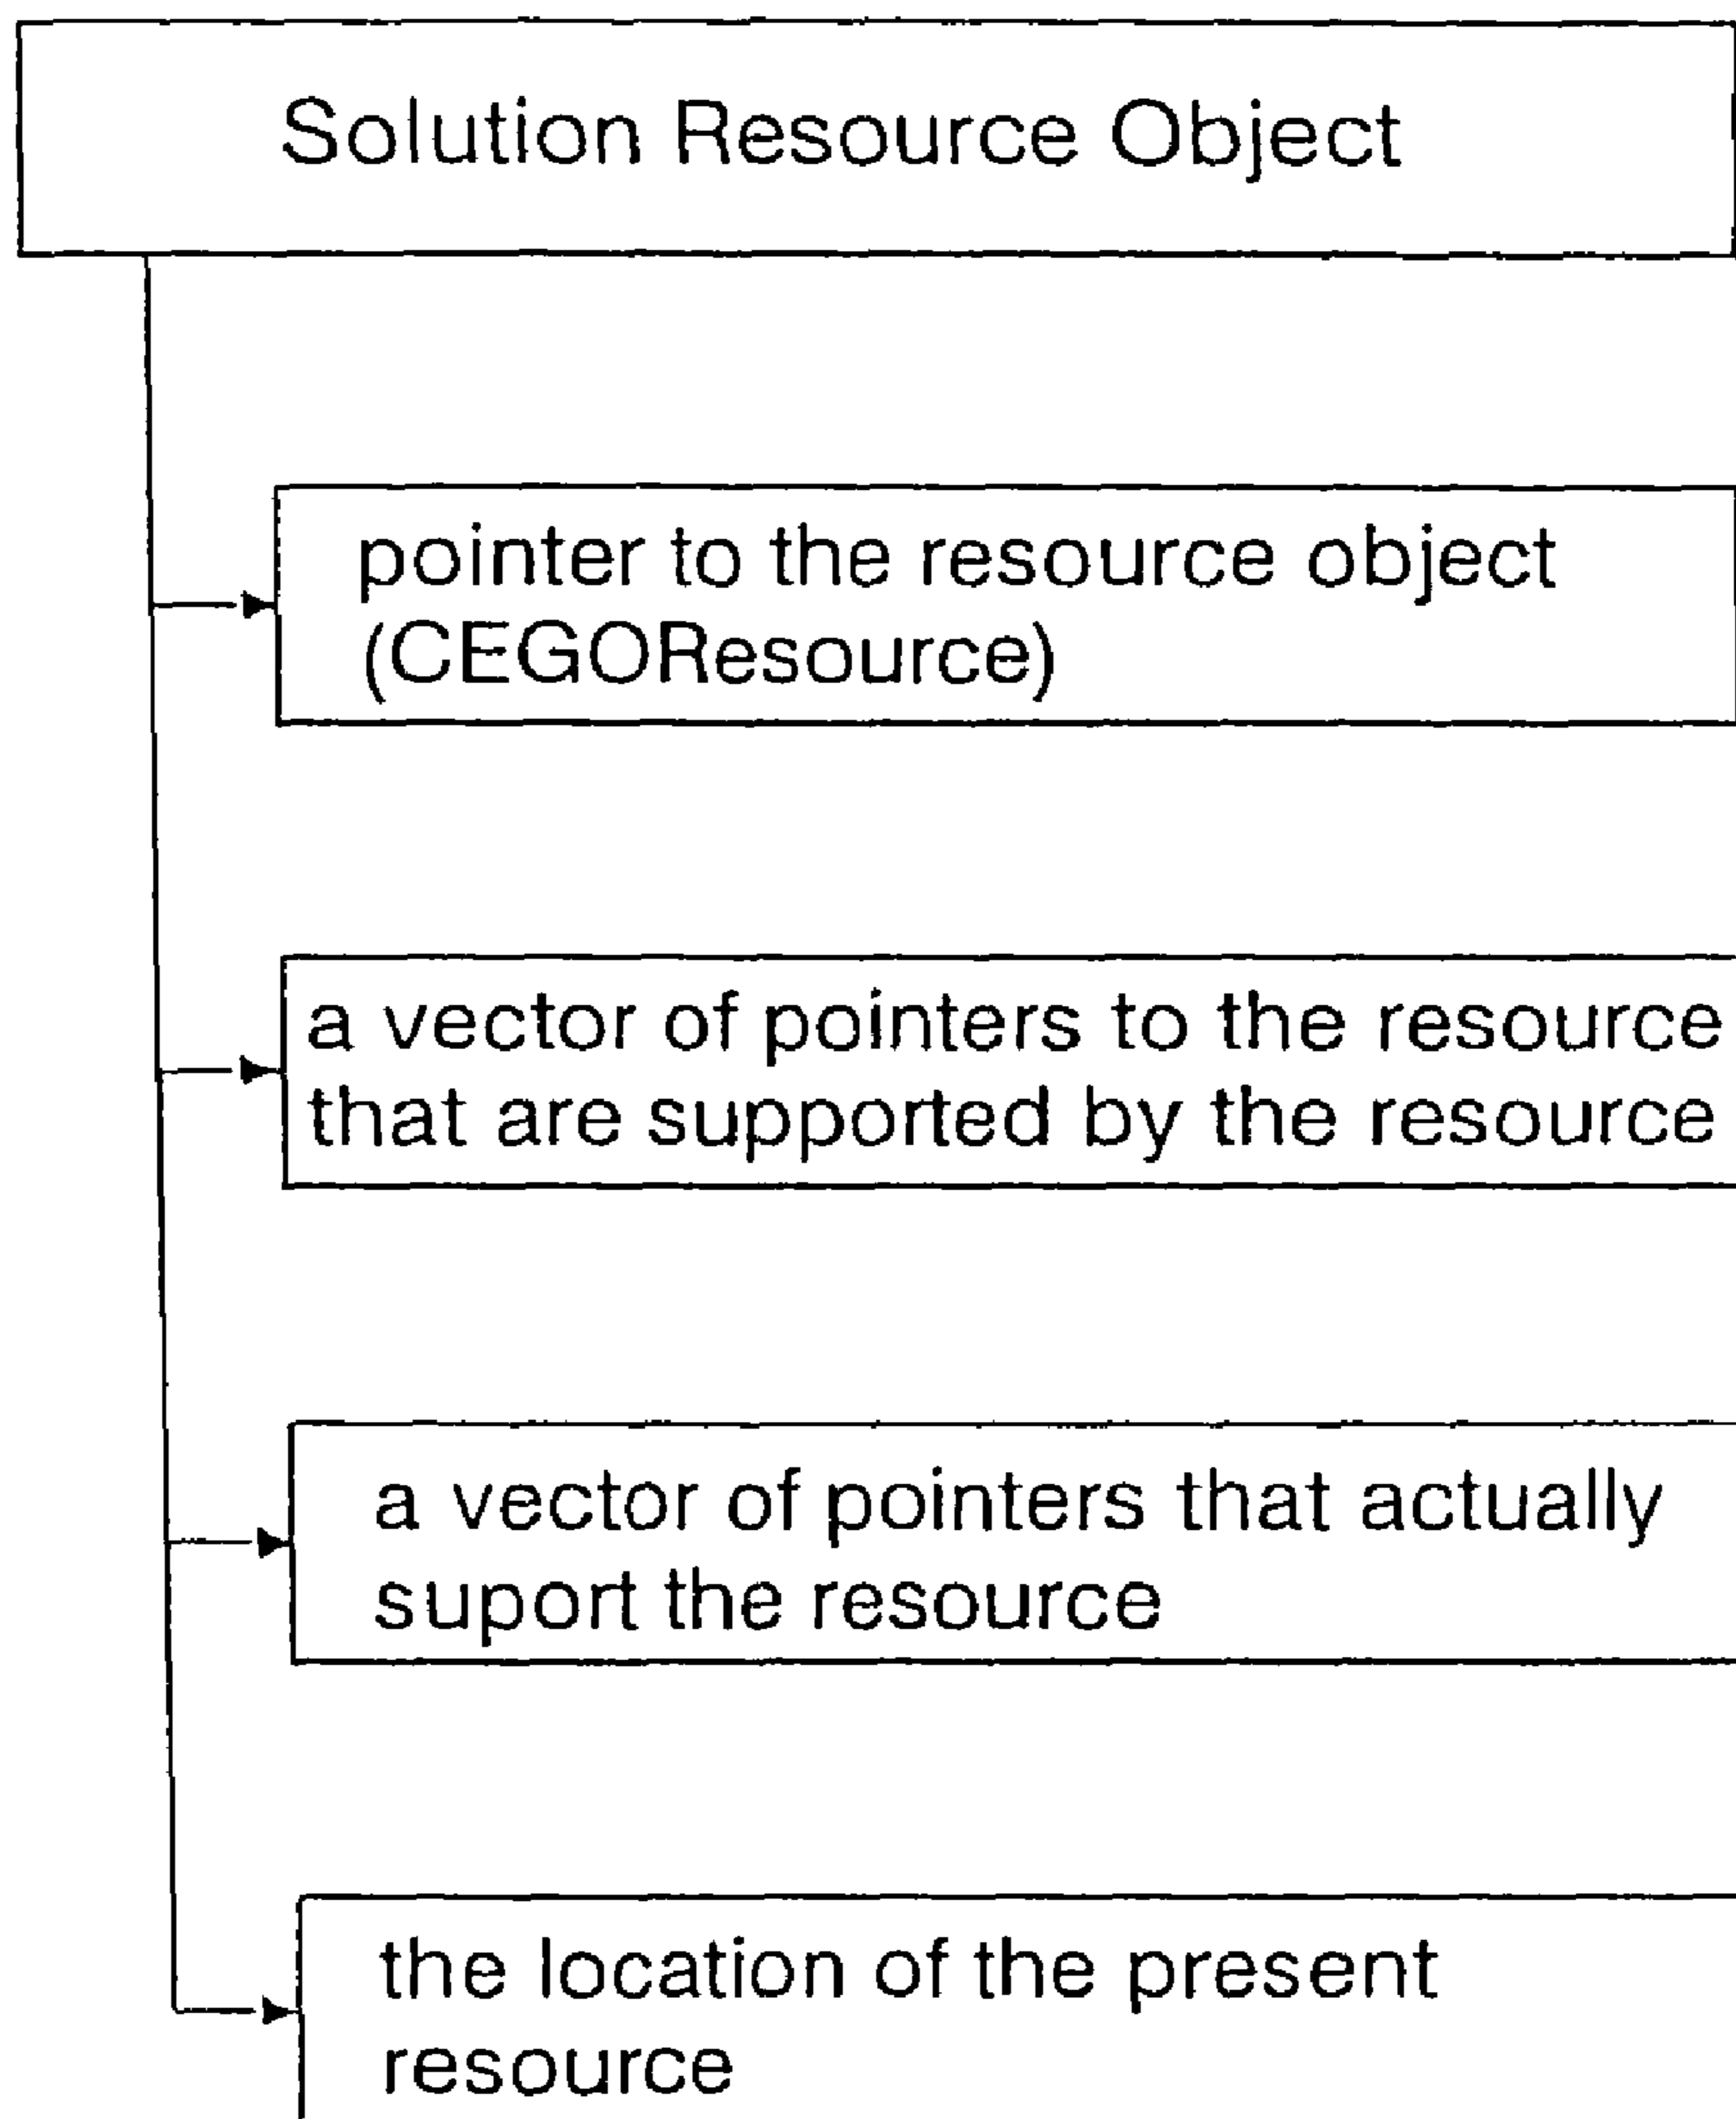 Solution Resource Object
pointer to the resource object
(CEGOResource)
a vector of pointers to the resource
that are supported by the resource
a vector of pointers that actually
suport the resource
the location of the present
resource